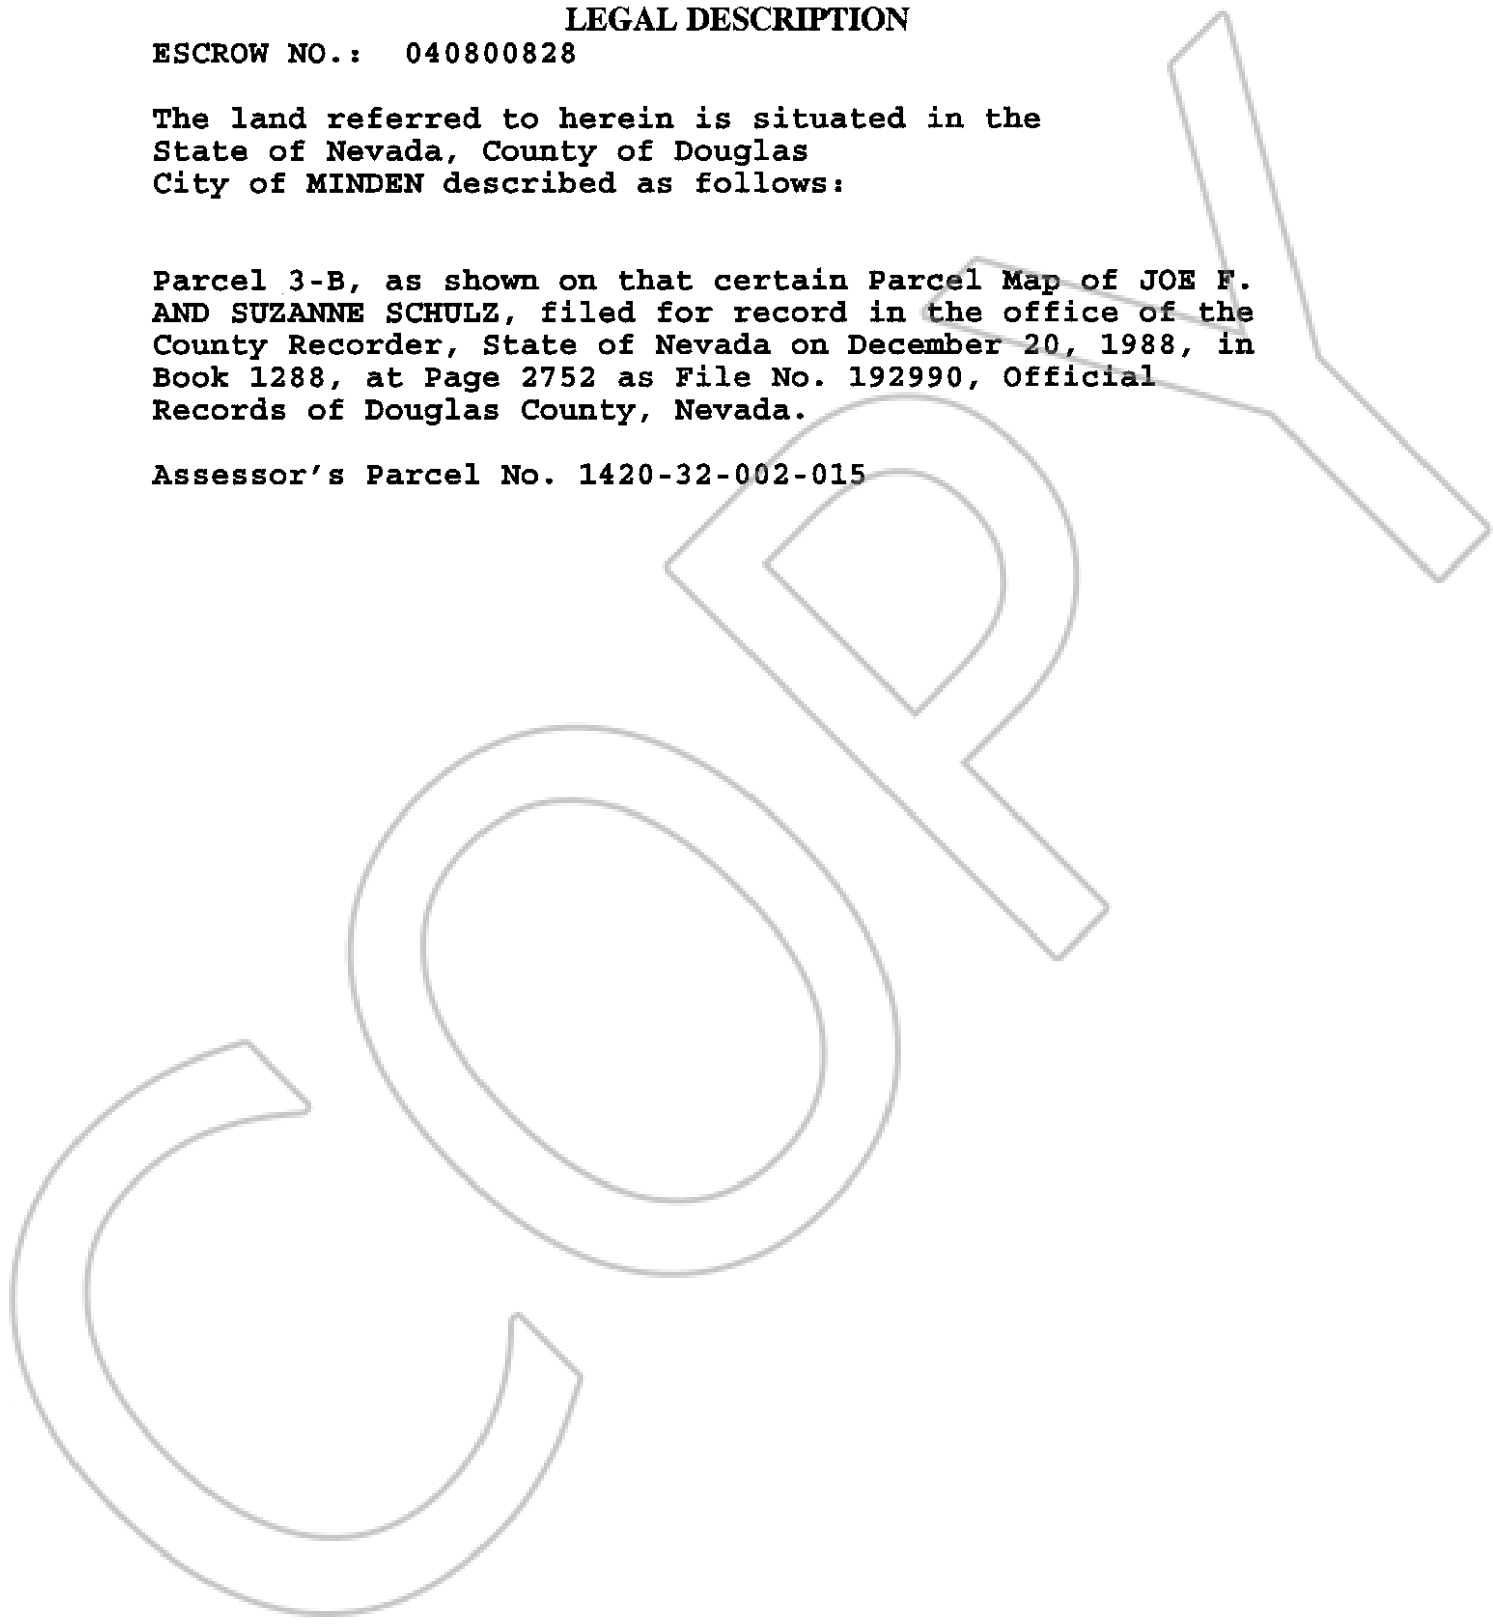 LEGAL DESCRIPTION
ESCROW NO.: 040800828
The land referred to herein is situated in the
State of Nevada, County of Douglas
City of MINDEN described as follows:
Parcel 3-B, as shown on that certain Parcel Map of JOE F.
AND SUZANNE SCHULZ, filed for record in the office of the
County Recorder, State of Nevada on December 20, 1988, in
Book 1288, at Page 2752 as File No. 192990, Official
Records of Douglas County, Nevada.
Assessor's Parcel No. 1420-32-002-015
COPY